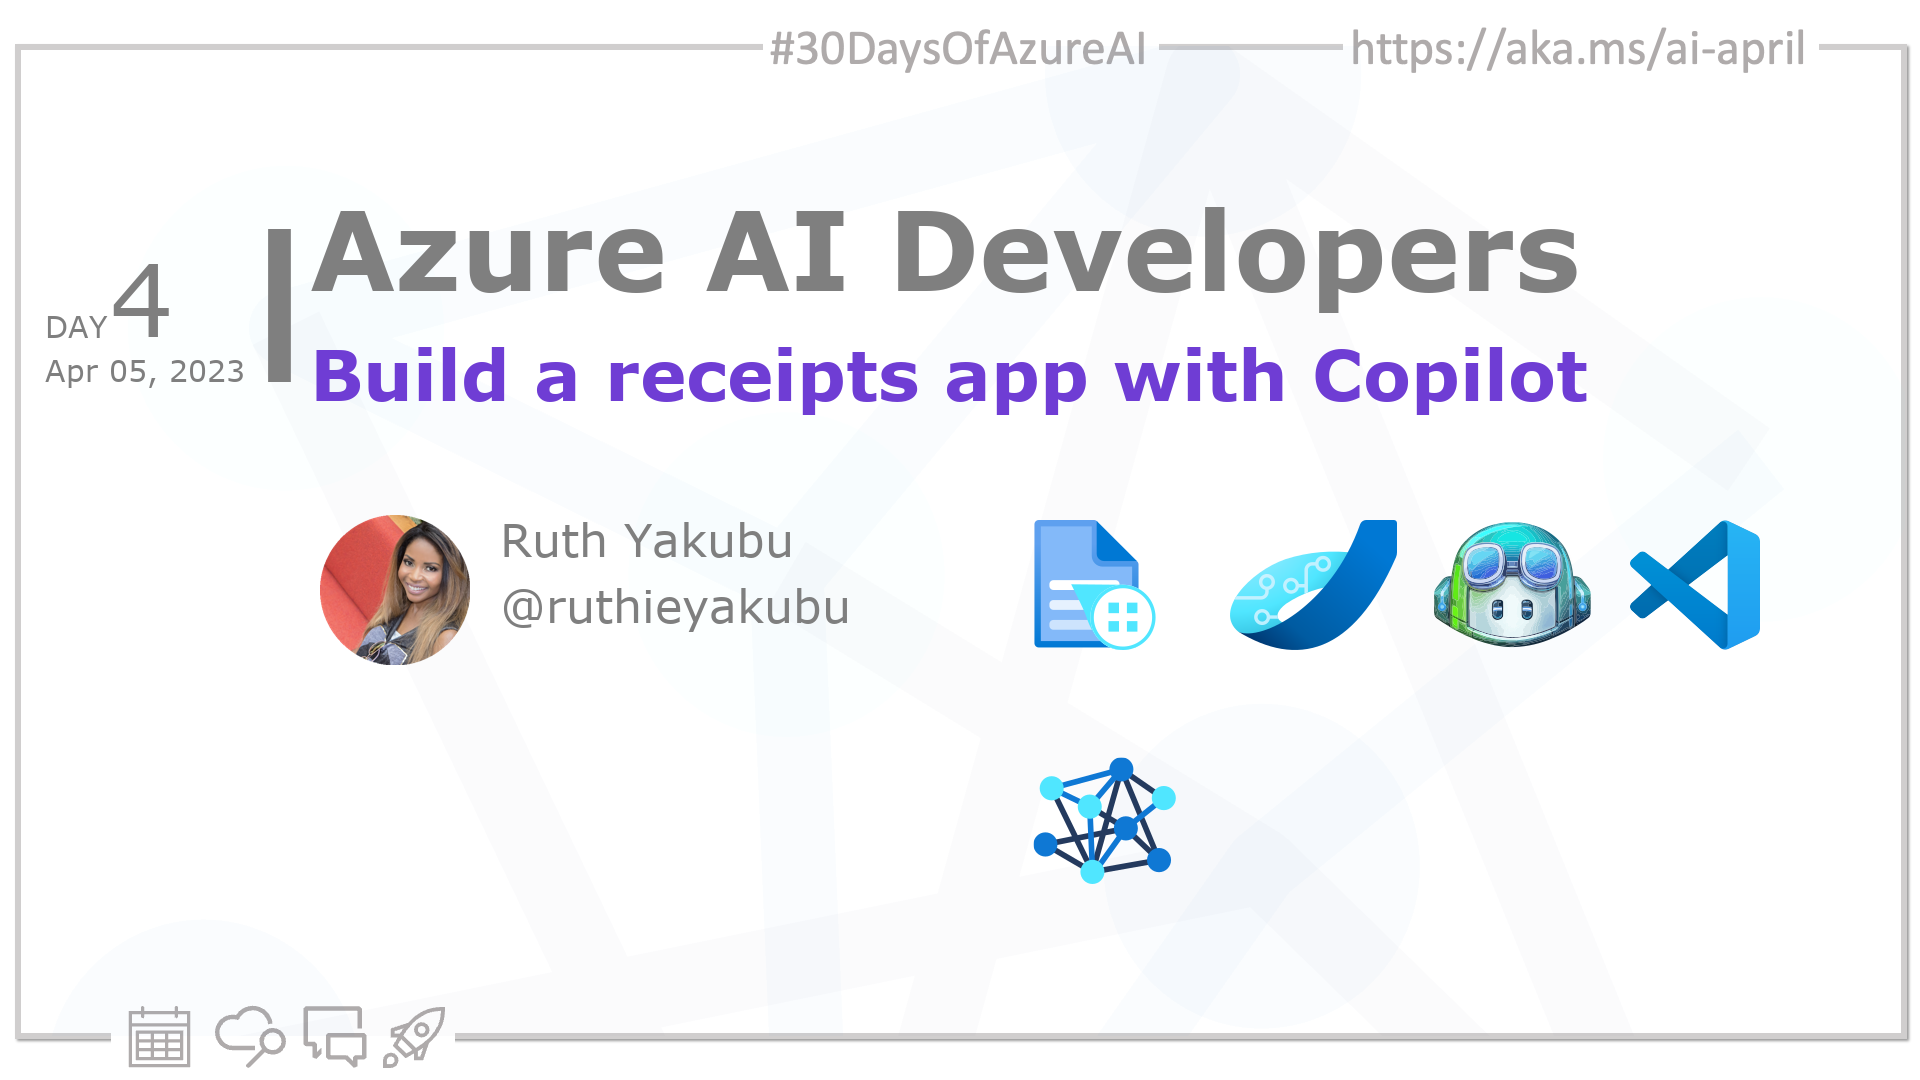 #30DaysOfAzureAI
https://aka.ms/ai-april
Azure AI Developers
DAY 4
Apr 05, 2023
Build a receipts app with Copilot
Ruth Yakubu
@ruthieyakubu